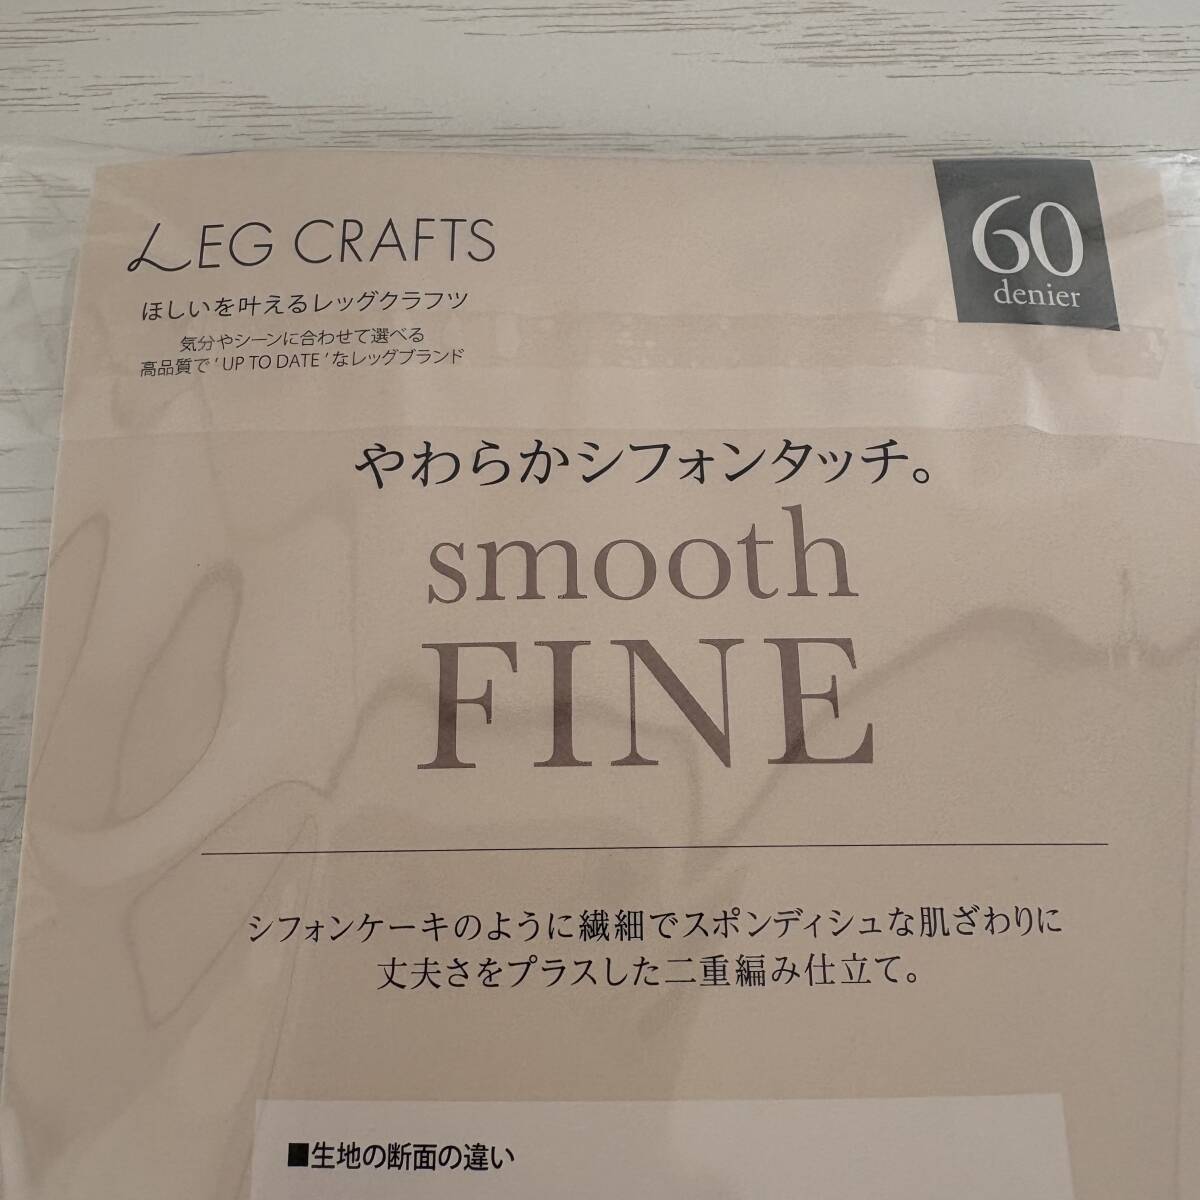 LEG CRAFTS
ほしいを叶えるレッグクラフツ
気分やシーンに合わせて選べる
高品質で'UP TO DATE'なレッグブランド
60
denier
やわらかシフォンタッチ。
smooth
FINE
シフォンケーキのように繊細でスポンディシュな肌ざわりに
丈夫さをプラスした二重編み仕立て。
■生地の断面の違い